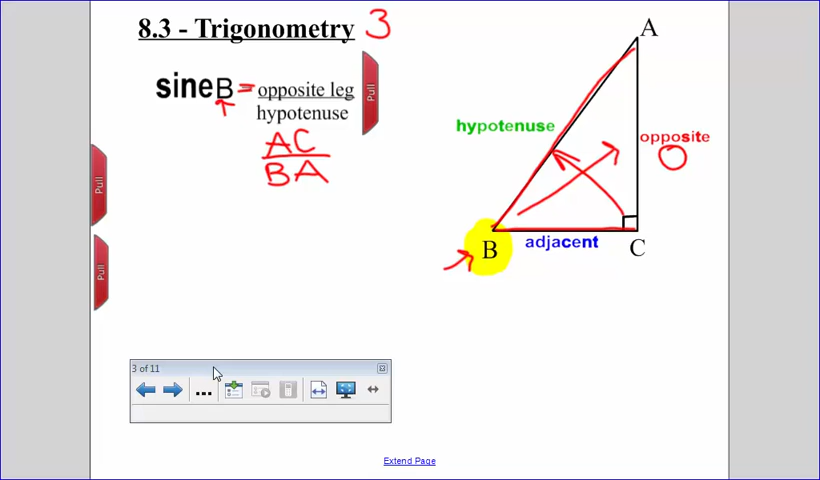 8.3 - Trigonometry 3
sine B = opposite leg
hypotenuse
AC
BA
Pull
Pull
Pull
A
hypotenuse
opposite
O
B
adjacent
C
3 of 11
...
Extend Page